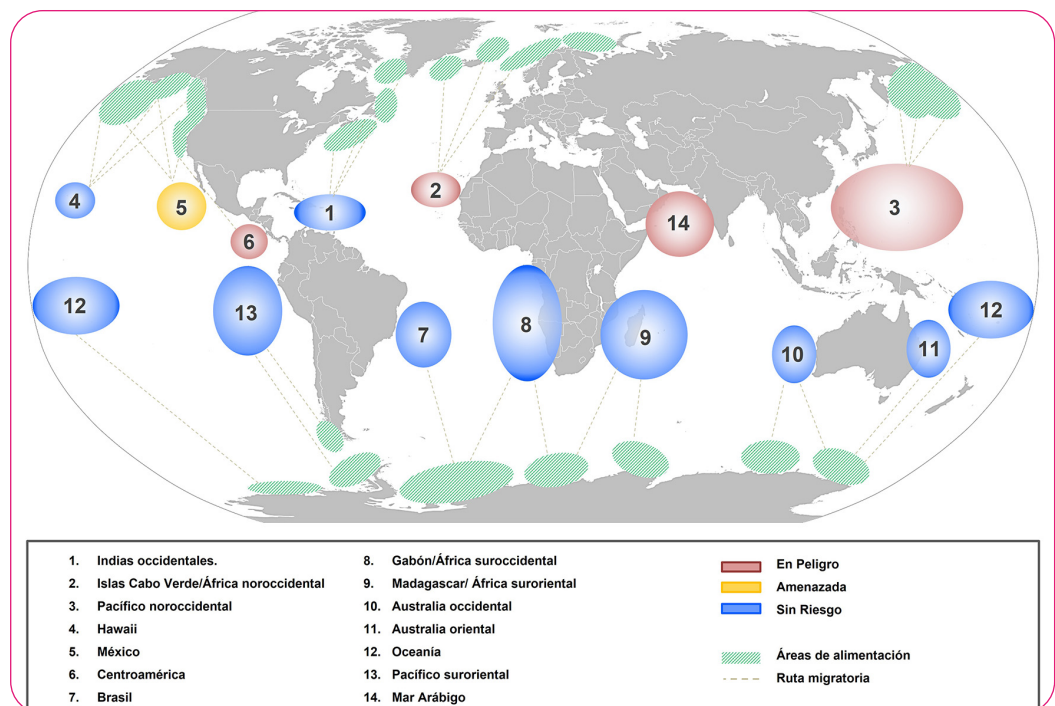 4
5
6
1
2
14
3
12
13
7
8
9
10
11
12
1. Indias occidentales.
2. Islas Cabo Verde/África noroccidental
3. Pacífico noroccidental
4. Hawaii
5. México
6. Centroamérica
7. Brasil
8. Gabón/África suroccidental
9. Madagascar/ África suroriental
10. Australia occidental
11. Australia oriental
12. Oceanía
13. Pacífico suroriental
14. Mar Arábigo
En Peligro
Amenazada
Sin Riesgo
Áreas de alimentación
Ruta migratoria